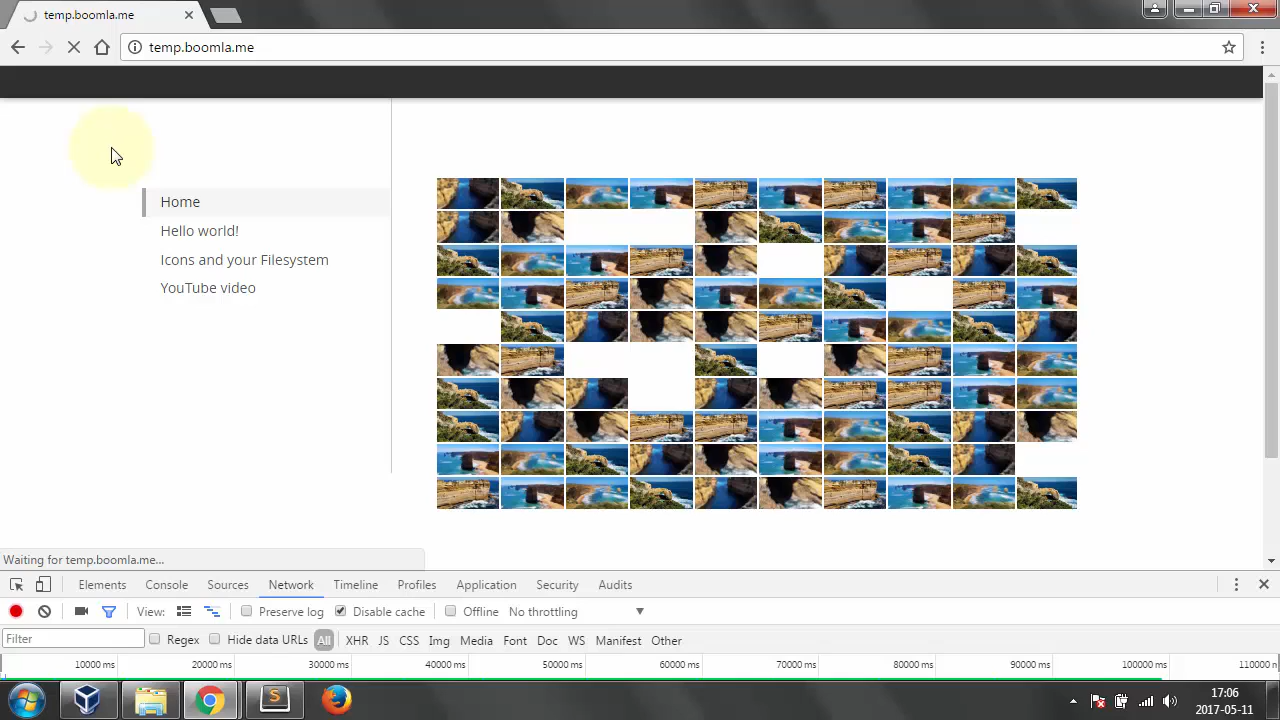 temp.boomla.me
temp.boomla.me
Home
Hello world!
Icons and your Filesystem
YouTube video
Waiting for temp.boomla.me...
Elements Console Sources Network Timeline Profiles Application Security Audits
View: Preserve log Disable cache Offline No throttling
Filter Regex Hide data URLs All XHR JS CSS Img Media Font Doc WS Manifest Other
10000 ms 20000 ms 30000 ms 40000 ms 50000 ms 60000 ms 70000 ms 80000 ms 90000 ms 100000 ms 110000 n
17:06
2017-05-11